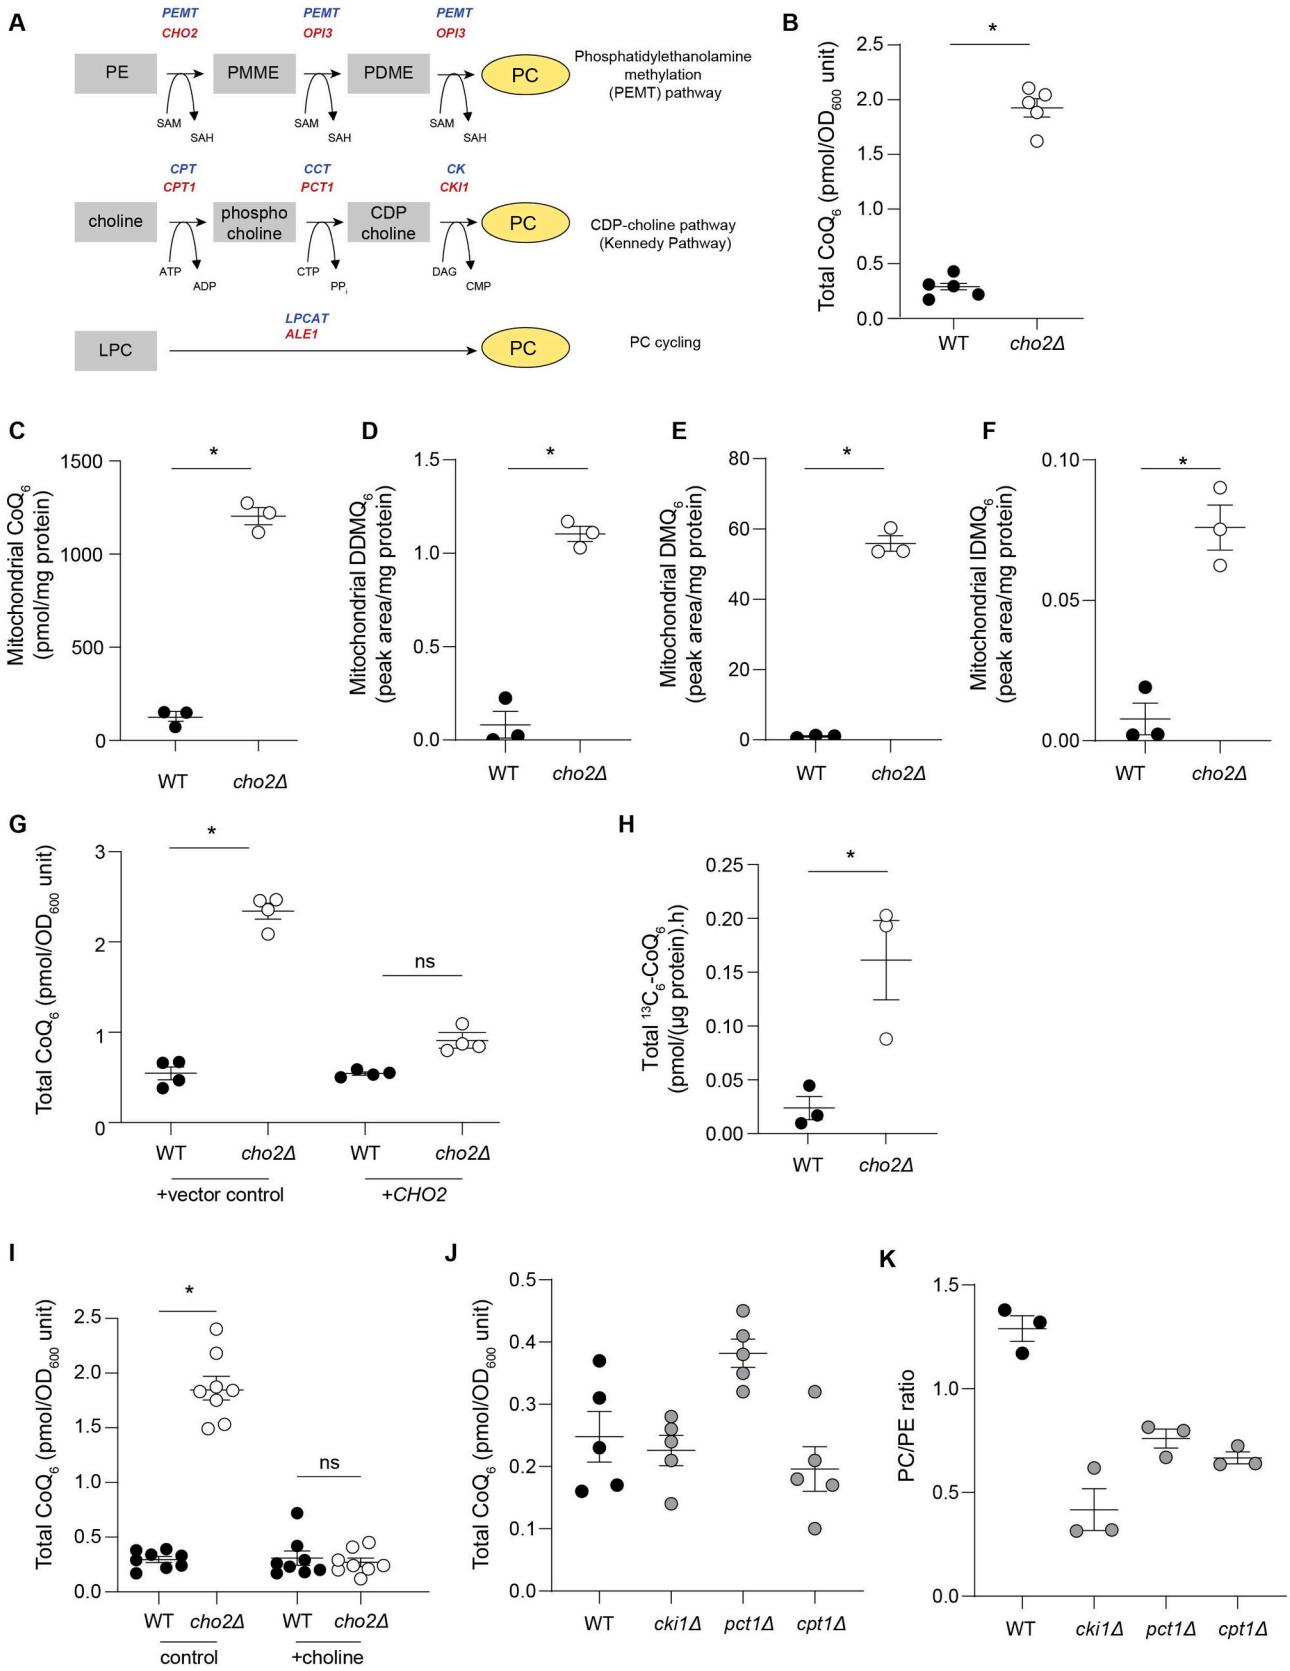 A
PEMT PEMT PEMT
CHO2 OPI3 OPI3
PE PMME PDME PC
Phosphatidylethanolamine
methylation
(PEMT) pathway
SAM SAM SAM
SAH SAH SAH
CPT CCT CK
CPT1 PCT1 CKI1
choline
phospho
choline
CDP
choline
PC
CDP-choline pathway
(Kennedy Pathway)
ATP CTP DAG
ADP PPi CMP
LPCAT
ALE1
LPC PC PC cycling
B
Total CoQ6 (pmol/OD600 unit)
2.5
2.0
1.5
1.0
0.5
0.0
*
WT cho2Δ
C
Mitochondrial CoQ6
(pmol/mg protein)
1500
1000
500
0
*
WT cho2Δ
D
Mitochondrial DDMQ6
(peak area/mg protein)
1.5
1.0
0.5
0.0
*
WT cho2Δ
E
Mitochondrial DMQ6
(peak area/mg protein)
80
60
40
20
0
*
WT cho2Δ
F
Mitochondrial IDMQ6
(peak area/mg protein)
0.10
0.05
0.00
*
WT cho2Δ
G
Total CoQ6 (pmol/OD600 unit)
3
2
1
0
*
ns
WT cho2Δ WT cho2Δ
+vector control +CHO2
H
Total 13C6-CoQ6
(pmol/(μg protein).h)
0.25
0.20
0.15
0.10
0.05
0.00
*
WT cho2Δ
I
Total CoQ6 (pmol/OD600 unit)
2.5
2.0
1.5
1.0
0.5
0.0
*
ns
WT cho2Δ WT cho2Δ
control +choline
J
Total CoQ6 (pmol/OD600 unit)
0.5
0.4
0.3
0.2
0.1
0.0
WT cki1Δ pct1Δ cpt1Δ
K
PC/PE ratio
1.5
1.0
0.5
0.0
WT cki1Δ pct1Δ cpt1Δ